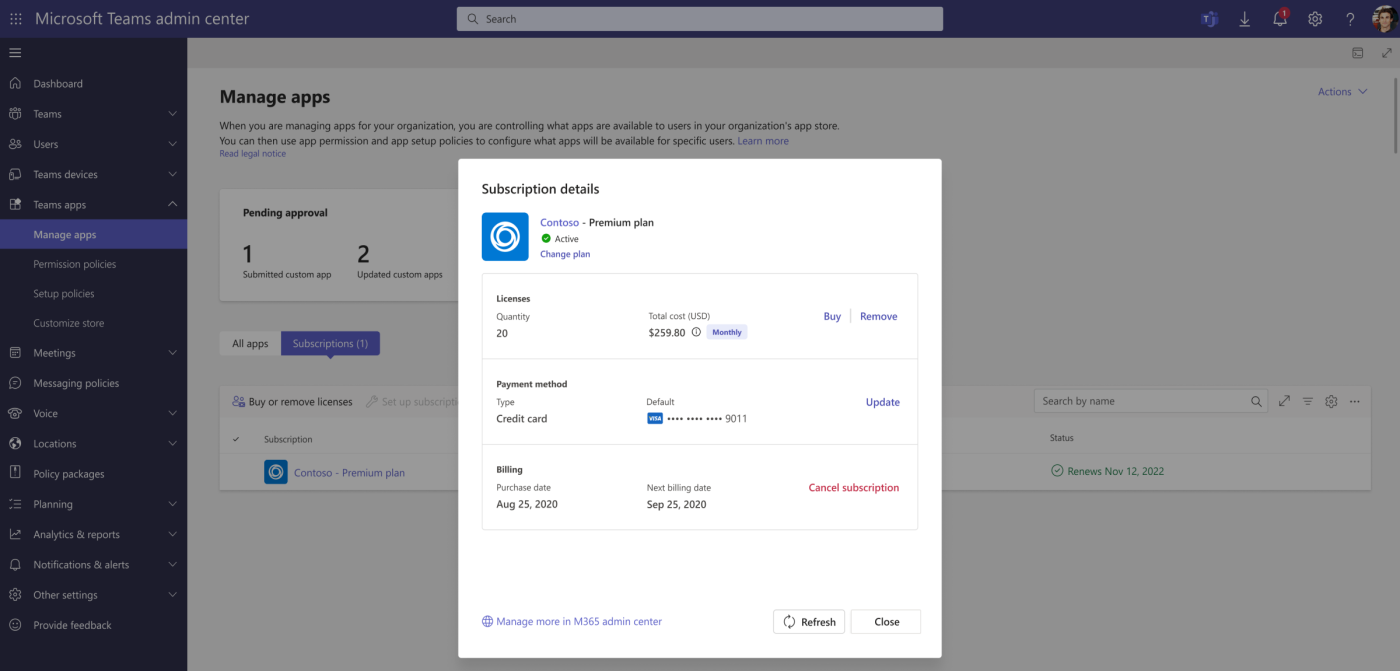 Microsoft Teams admin center
Search
1
Dashboard
Teams
Users
Teams devices
Teams apps
Manage apps
Permission policies
Setup policies
Customize store
Meetings
Messaging policies
Voice
Locations
Policy packages
Planning
Analytics & reports
Notifications & alerts
Other settings
Provide feedback
Manage apps
Actions
When you are managing apps for your organization, you are controlling what apps are available to users in your organization's app store.
You can then use app permission and app setup policies to configure what apps will be available for specific users. Learn more
Read legal notice
Pending approval
1
Submitted custom app
2
Updated custom apps
All apps
Subscriptions (1)
Buy or remove licenses
Set up subscripti
Search by name
Subscription
Status
Contoso - Premium plan
Renews Nov 12, 2022
Subscription details
Contoso - Premium plan
Active
Change plan
Licenses
Quantity
20
Total cost (USD)
$259.80 Monthly
Buy
Remove
Payment method
Type
Credit card
Default
VISA •••• •••• •••• 9011
Update
Billing
Purchase date
Aug 25, 2020
Next billing date
Sep 25, 2020
Cancel subscription
Manage more in M365 admin center
Refresh
Close